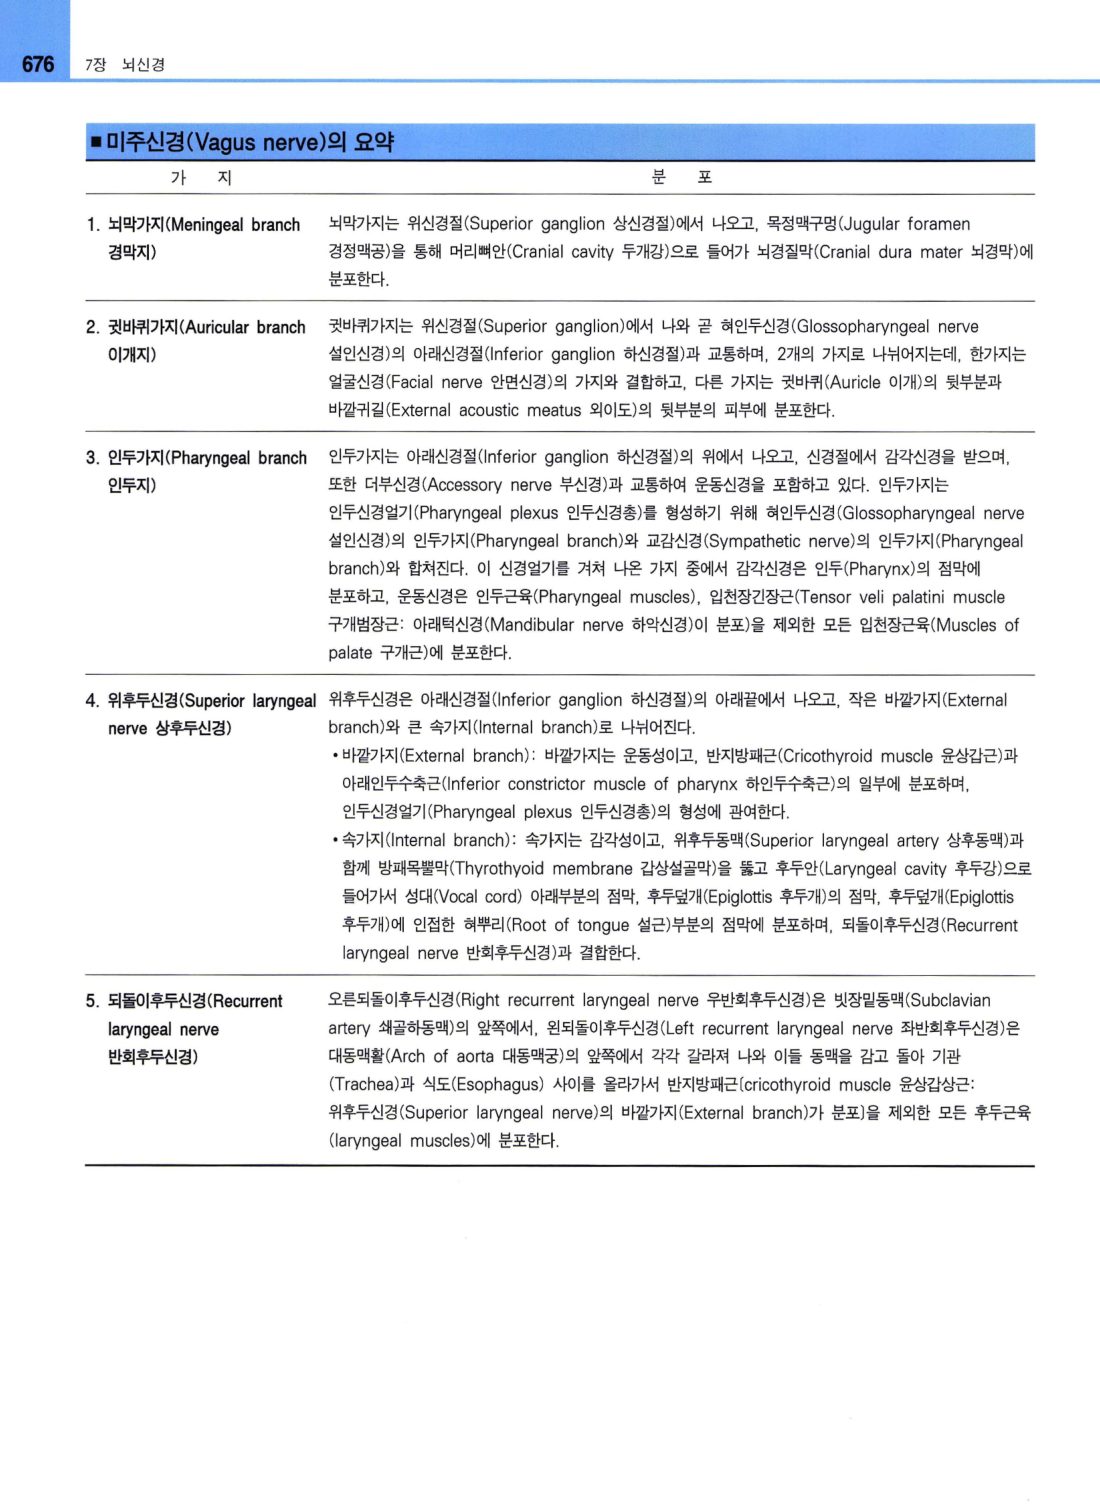 676 7장 뇌신경
■ 미주신경(Vagus nerve)의 요약
가 지 분 포
1. 뇌막가지(Meningeal branch 경막지)
뇌막가지는 위신경절(Superior ganglion 상신경절)에서 나오고, 목정맥구멍(Jugular foramen
경정맥공)을 통해 머리뼈안(Cranial cavity 두개강)으로 들어가 뇌경질막(Cranial dura mater 뇌경막)에
분포한다.
2. 귓바퀴가지(Auricular branch 이개지)
귓바퀴가지는 위신경절(Superior ganglion)에서 나와 곧 혀인두신경(Glossopharyngeal nerve
설인신경)의 아래신경절(Inferior ganglion 하신경절)과 교통하며, 2개의 가지로 나뉘어지는데, 한가지는
얼굴신경(Facial nerve 안면신경)의 가지와 결합하고, 다른 가지는 귓바퀴(Auricle 이개)의 뒷부분과
바깥귀길(External acoustic meatus 외이도)의 뒷부분의 피부에 분포한다.
3. 인두가지(Pharyngeal branch 인두지)
인두가지는 아래신경절(Inferior ganglion 하신경절)의 위에서 나오고, 신경절에서 감각신경을 받으며,
또한 더부신경(Accessory nerve 부신경)과 교통하여 운동신경을 포함하고 있다. 인두가지는
인두신경얼기(Pharyngeal plexus 인두신경총)를 형성하기 위해 혀인두신경(Glossopharyngeal nerve
설인신경)의 인두가지(Pharyngeal branch)와 교감신경(Sympathetic nerve)의 인두가지(Pharyngeal
branch)와 합쳐진다. 이 신경얼기를 겨쳐 나온 가지 중에서 감각신경은 인두(Pharynx)의 점막에
분포하고, 운동신경은 인두근육(Pharyngeal muscles), 입천장긴장근(Tensor veli palatini muscle
구개범장근: 아래턱신경(Mandibular nerve 하악신경)이 분포)을 제외한 모든 입천장근육(Muscles of
palate 구개근)에 분포한다.
4. 위후두신경(Superior laryngeal nerve 상후두신경)
위후두신경은 아래신경절(Inferior ganglion 하신경절)의 아래끝에서 나오고, 작은 바깥가지(External
branch)와 큰 속가지(Internal branch)로 나뉘어진다.
• 바깥가지(External branch): 바깥가지는 운동성이고, 반지방패근(Cricothyroid muscle 윤상갑근)과
아래인두수축근(Inferior constrictor muscle of pharynx 하인두수축근)의 일부에 분포하며,
인두신경얼기(Pharyngeal plexus 인두신경총)의 형성에 관여한다.
• 속가지(Internal branch): 속가지는 감각성이고, 위후두동맥(Superior laryngeal artery 상후동맥)과
함께 방패목뿔막(Thyrothyoid membrane 갑상설골막)을 뚫고 후두안(Laryngeal cavity 후두강)으로
들어가서 성대(Vocal cord) 아래부분의 점막, 후두덮개(Epiglottis 후두개)의 점막, 후두덮개(Epiglottis
후두개)에 인접한 혀뿌리(Root of tongue 설근)부분의 점막에 분포하며, 되돌이후두신경(Recurrent
laryngeal nerve 반회후두신경)과 결합한다.
5. 되돌이후두신경(Recurrent laryngeal nerve 반회후두신경)
오른되돌이후두신경(Right recurrent laryngeal nerve 우반회후두신경)은 빗장밑동맥(Subclavian
artery 쇄골하동맥)의 앞쪽에서, 왼되돌이후두신경(Left recurrent laryngeal nerve 좌반회후두신경)은
대동맥활(Arch of aorta 대동맥궁)의 앞쪽에서 각각 갈라져 나와 이들 동맥을 감고 돌아 기관
(Trachea)과 식도(Esophagus) 사이를 올라가서 반지방패근[cricothyroid muscle 윤상갑상근:
위후두신경(Superior laryngeal nerve)의 바깥가지(External branch)가 분포]을 제외한 모든 후두근육
(laryngeal muscles)에 분포한다.